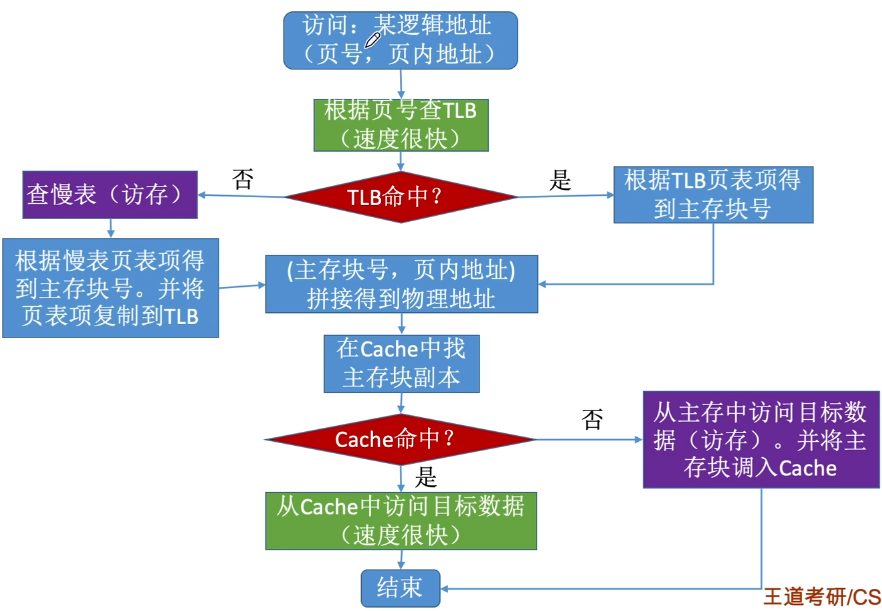 访问：某逻辑地址
（页号，页内地址）
根据页号查TLB
（速度很快）
否
是
查慢表（访存）
TLB命中？
根据TLB页表项得
到主存块号
根据慢表页表项得
到主存块号。并将
页表项复制到TLB
(主存块号，页内地址)
拼接得到物理地址
在Cache中找
主存块副本
Cache命中？
否
从主存中访问目标数
据（访存）。并将主
存块调入Cache
是
从Cache中访问目标数据
（速度很快）
结束
王道考研/CS